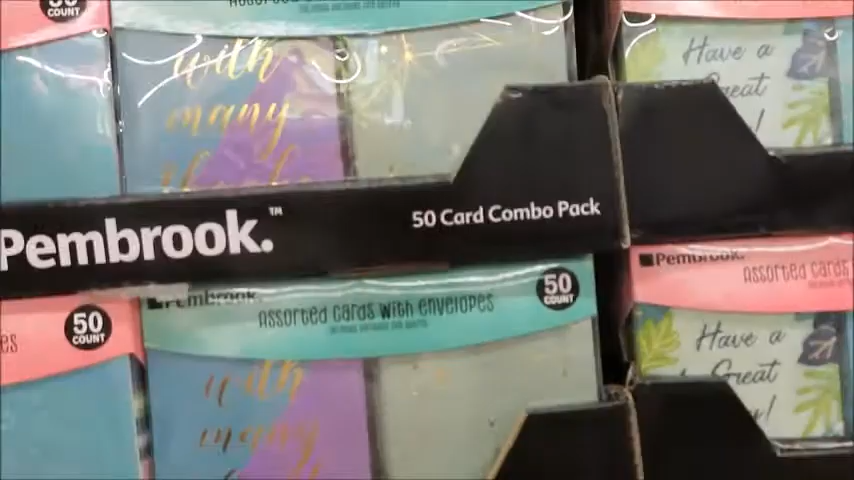 50
COUNT
with
many
thanks
Have a
Great
!
Pembrook.™
50 Card Combo Pack
Pembrook.
ASSORTED CARDS WITH ENVELOPES
50
COUNT
50
COUNT
with
many
Pembrook.
ASSORTED CARDS
Have a
Great
y!